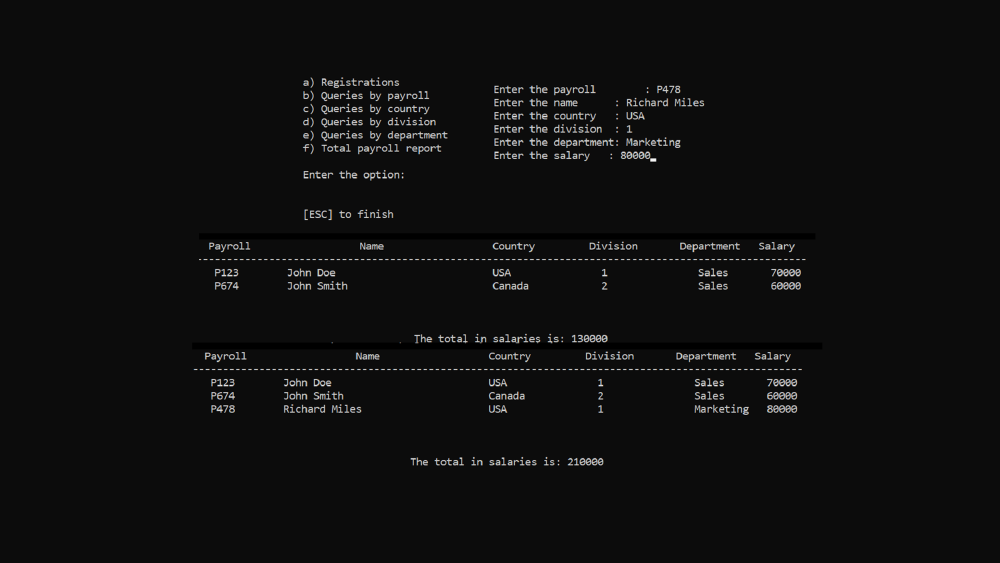 a) Registrations
b) Queries by payroll
c) Queries by country
d) Queries by division
e) Queries by department
f) Total payroll report
Enter the option:
[ESC] to finish
Enter the payroll : P478
Enter the name : Richard Miles
Enter the country : USA
Enter the division : 1
Enter the department: Marketing
Enter the salary : 80000
Payroll Name Country Division Department Salary
P123 John Doe USA 1 Sales 70000
P674 John Smith Canada 2 Sales 60000
The total in salaries is: 130000
Payroll Name Country Division Department Salary
P123 John Doe USA 1 Sales 70000
P674 John Smith Canada 2 Sales 60000
P478 Richard Miles USA 1 Marketing 80000
The total in salaries is: 210000